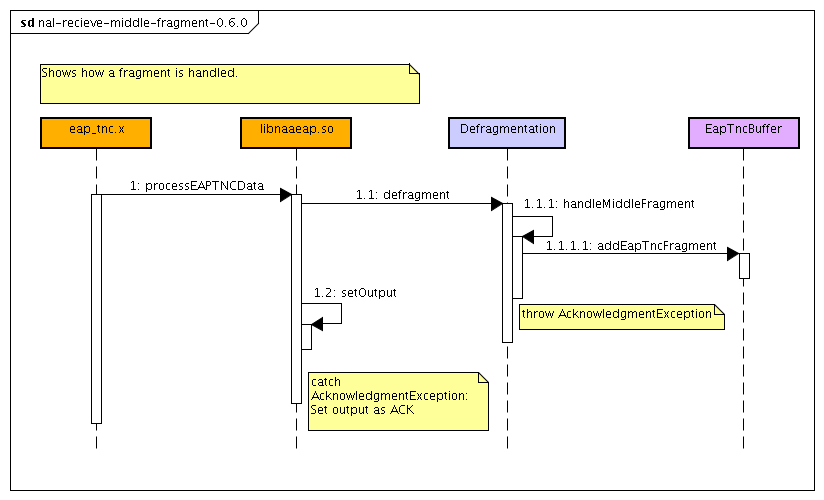 sd nal-recieve-middle-fragment-0.6.0
Shows how a fragment is handled.
eap_tnc.x
libnaaeap.so
Defragmentation
EapTncBuffer
1: processEAPTNCData
1.1: defragment
1.1.1: handleMiddleFragment
1.1.1.1: addEapTncFragment
1.2: setOutput
throw AcknowledgmentException
catch
AcknowledgmentException:
Set output as ACK